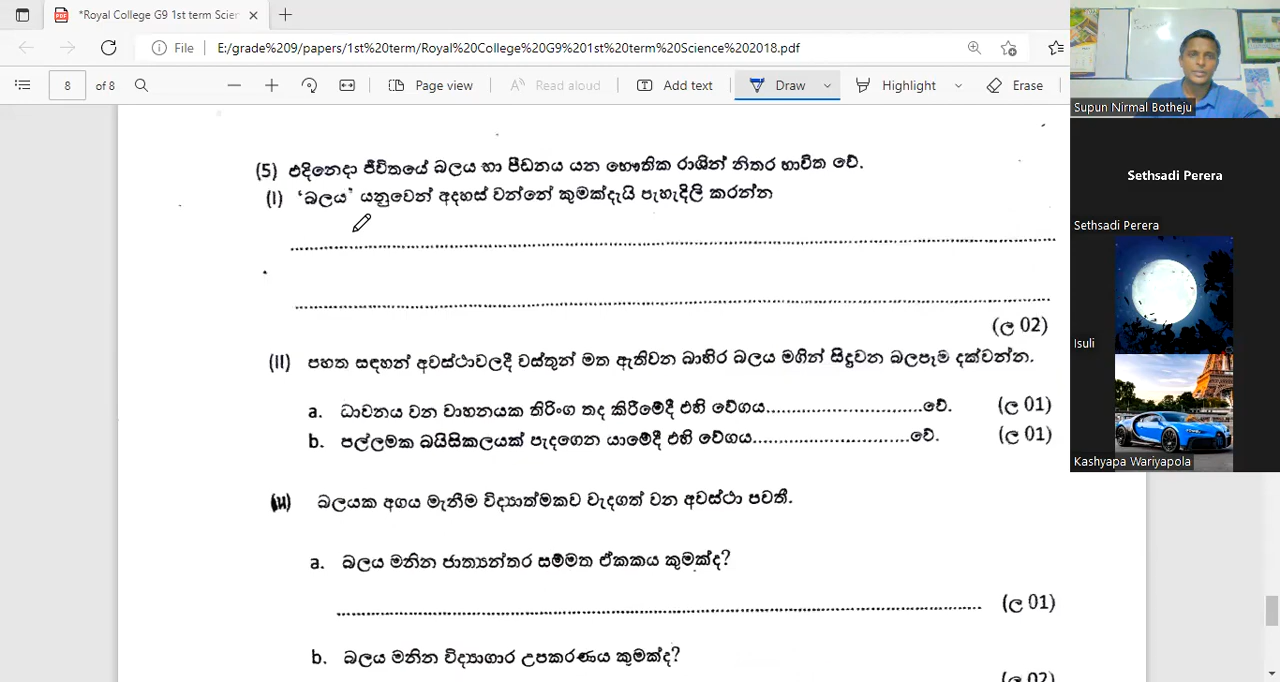 *Royal College G9 1st term Scien
File E:/grade%209/papers/1st%20term/Royal%20College%20G9%201st%20term%20Science%202018.pdf
8 of 8 Page view Read aloud Add text Draw Highlight Erase
(5) එදිනෙදා ජීවිතයේ බලය හා පීඩනය යන භෞතික රාශින් නිතර භාවිත වේ.
(I) ‘බලය’ යනුවෙන් අදහස් වන්නේ කුමක්දැයි පැහැදිලි කරන්න
(ල 02)
(II) පහත සඳහන් අවස්ථාවලදී වස්තූන් මත ඇතිවන බාහිර බලය මගින් සිදුවන බලපෑම දක්වන්න.
a. ධාවනය වන වාහනයක තිරිංග තද කිරීමේදී එහි වේගය..............................වේ. (ල 01)
b. පල්ලමක බයිසිකලයක් පැදගෙන යාමේදී එහි වේගය..............................වේ. (ල 01)
(III) බලයක අගය මැනීම විද්‍යාත්මකව වැදගත් වන අවස්ථා පවතී.
a. බලය මනින ජාත්‍යන්තර සම්මත ඒකකය කුමක්ද?
(ල 01)
b. බලය මනින විද්‍යාගාර උපකරණය කුමක්ද?
(ල 02)
Supun Nirmal Botheju
Sethsadi Perera
Sethsadi Perera
Isuli
Kashyapa Wariyapola